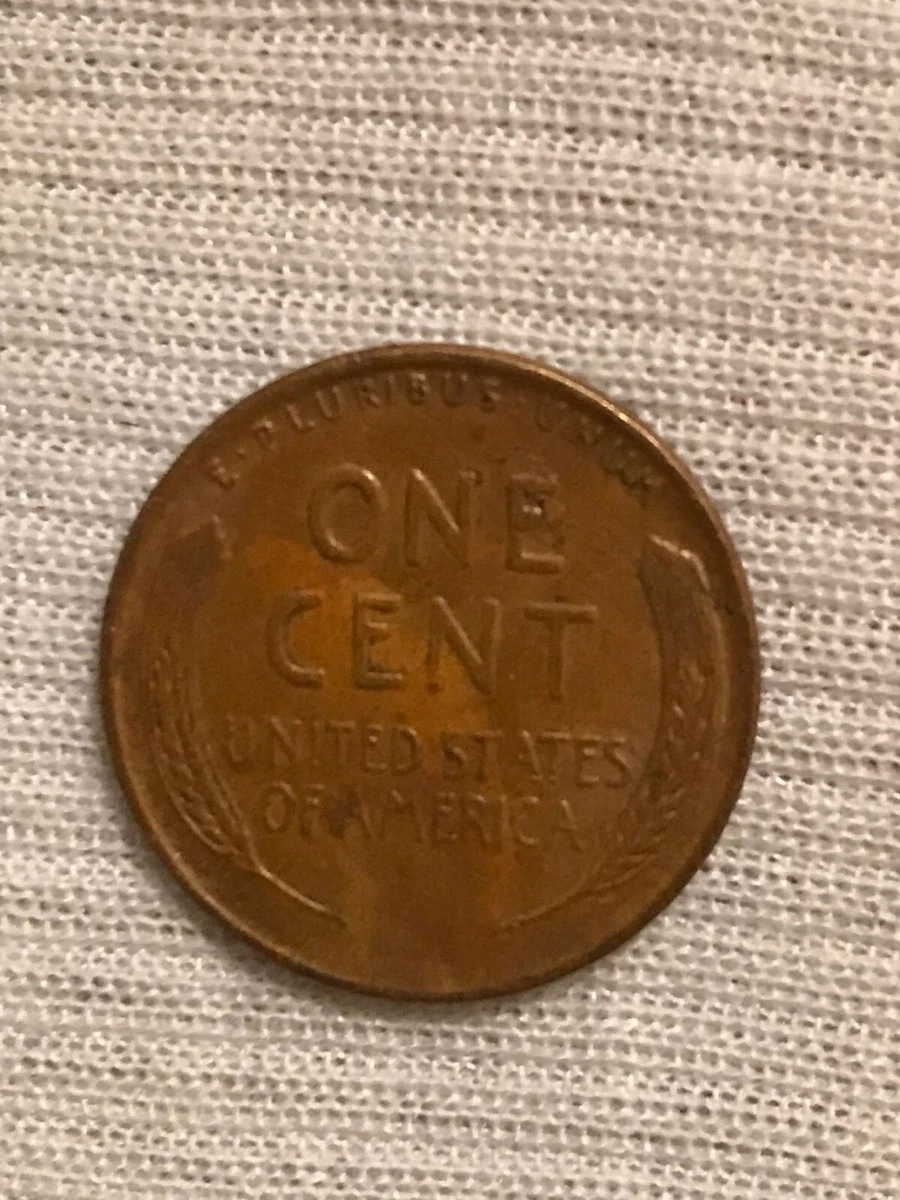 E·PLURIBUS·UNUM
ONE
CENT
UNITED STATES
OF AMERICA